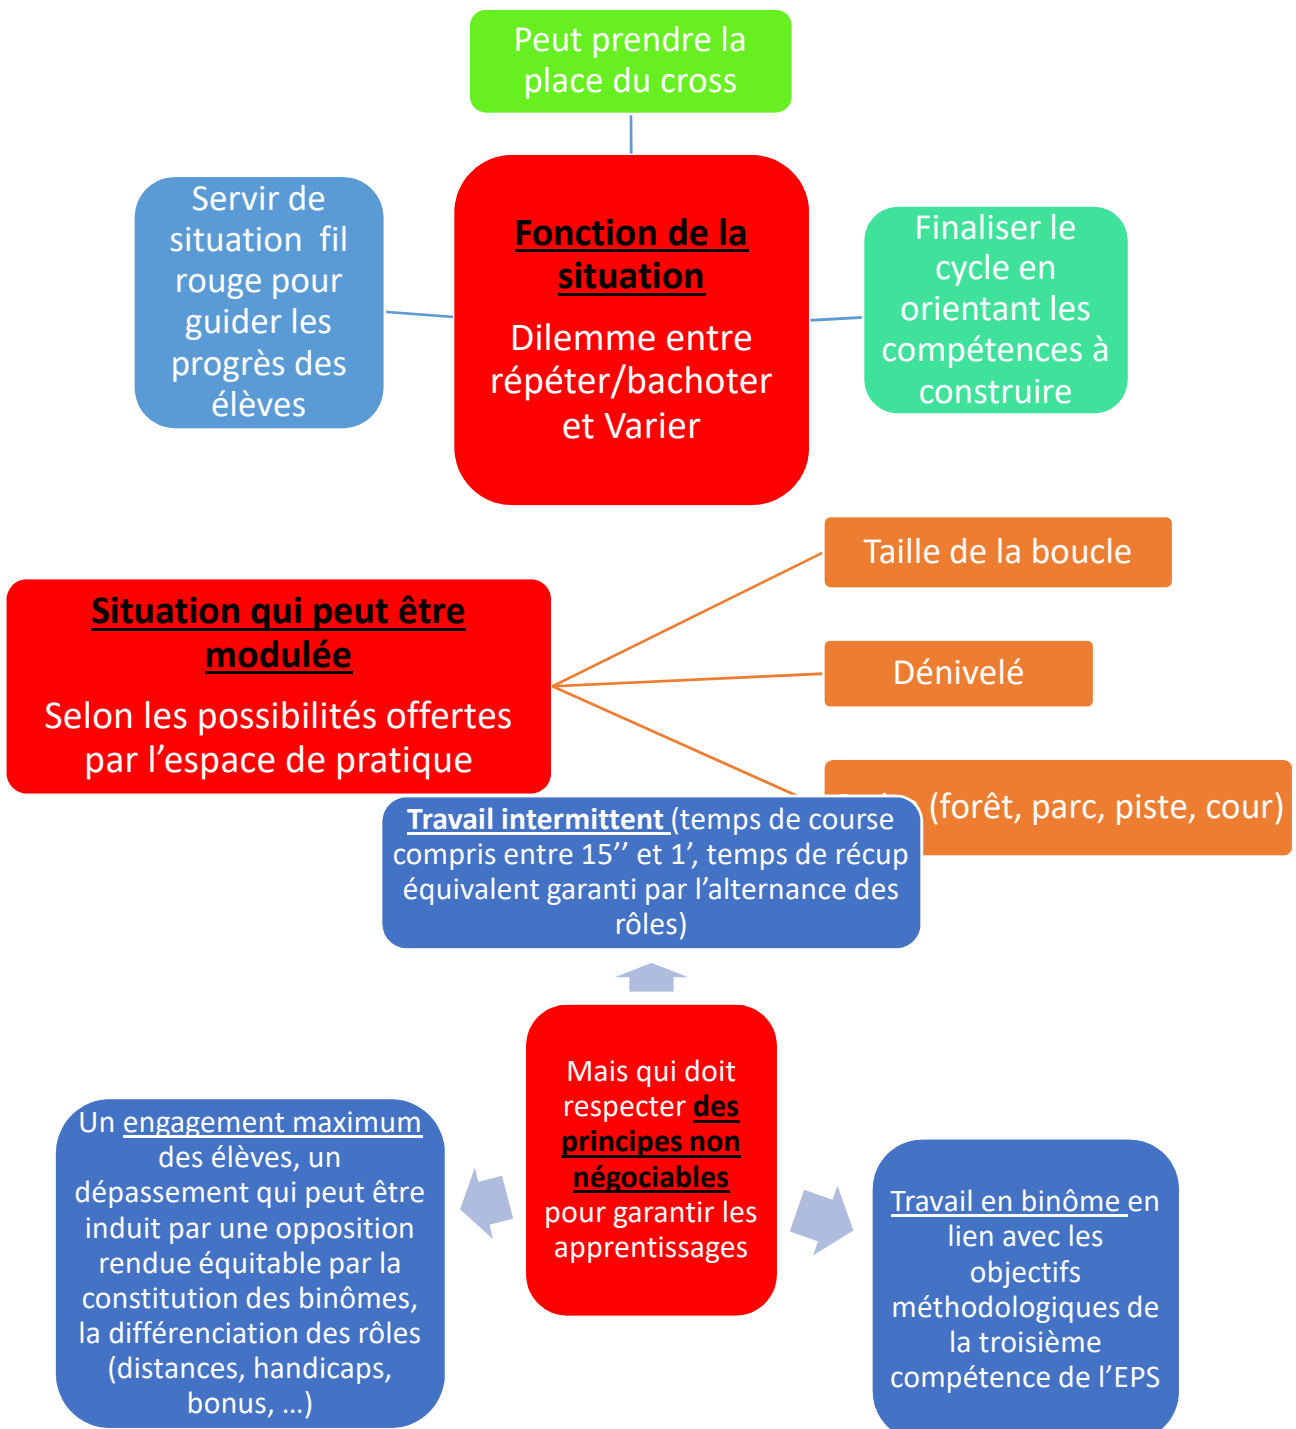 Peut prendre la
place du cross
Servir de
situation fil
rouge pour
guider les
progrès des
élèves
Fonction de la
situation
Dilemme entre
répéter/bachoter
et Varier
Finaliser le
cycle en
orientant les
compétences à
construire
Situation qui peut être
modulée
Selon les possibilités offertes
par l’espace de pratique
Taille de la boucle
Dénivelé
(forêt, parc, piste, cour)
Travail intermittent (temps de course
compris entre 15’’ et 1’, temps de récup
équivalent garanti par l’alternance des
rôles)
Mais qui doit
respecter des
principes non
négociables
pour garantir les
apprentissages
Un engagement maximum
des élèves, un
dépassement qui peut être
induit par une opposition
rendue équitable par la
constitution des binômes,
la différenciation des rôles
(distances, handicaps,
bonus, …)
Travail en binôme en
lien avec les
objectifs
méthodologiques de
la troisième
compétence de l’EPS